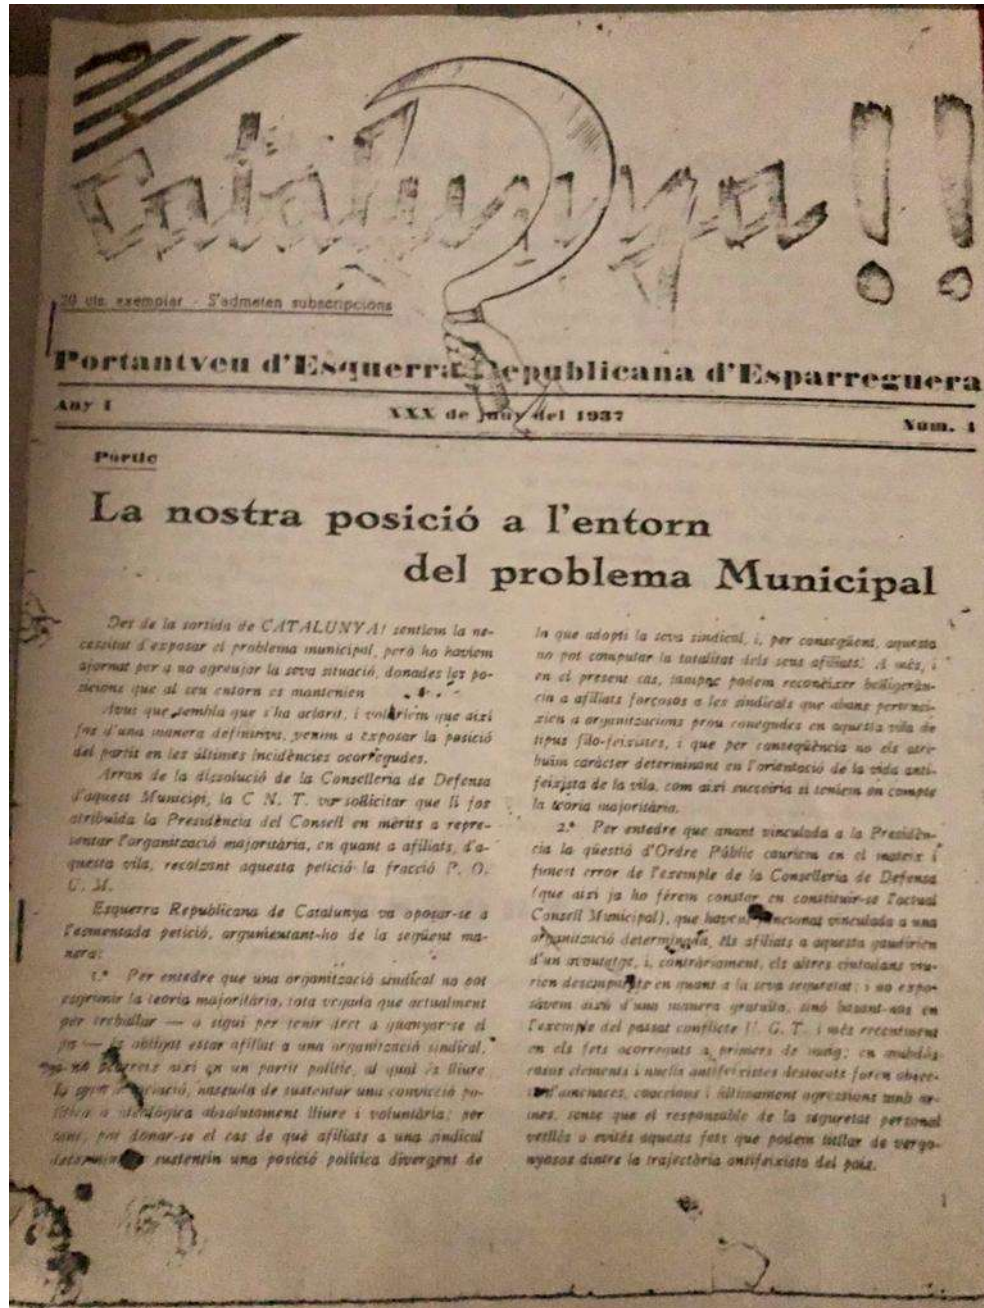 Catalunya!!
20 cts. exemplar - S'admeten subscripcions
Portantveu d'Esquerra Republicana d'Esparreguera
Any I
XXX de juny del 1937
Núm. 4
Pòrtic
La nostra posició a l'entorn
del problema Municipal
Des de la sortida de CATALUNYA! sentíem la ne-
cessitat d'exposar el problema municipal, però ho havíem
ajornat per a no agreujar la seva situació, donades les po-
sicions que al seu entorn es mantenien
Avui que sembla que s'ha aclarit, i voldríem que així
fos d'una manera definitiva, venim a exposar la posició
del partit en les últimes incidències ocorregudes.
Arran de la dissolució de la Conselleria de Defensa
d'aquest Municipi, la C N. T. va sol·licitar que li fos
atribuïda la Presidència del Consell en mèrits a repre-
sentar l'organització majoritària, en quant a afiliats, d'a-
questa vila, recolzant aquesta petició la fracció P. O.
U. M.
Esquerra Republicana de Catalunya va oposar-se a
l'esmentada petició, argumentant-ho de la següent ma-
nera:
1.ª Per entedre que una organització sindical no pot
esgrimir la teoria majoritària, tota vegada que actualment
per treballar — o sigui per tenir dret a guanyar-se el
pa — és obligat estar afiliat a una organització sindical,
no ocorreix així en un partit polític, al qual és lliure
la seva nascuda de sustentar una convicció po-
lítica o ideològica absolutament lliure i voluntària; per
tant, pot donar-se el cas de què afiliats a una sindical
sustentin una posició política divergent de
la que adopti la seva sindical, i, per consegüent, aquesta
no pot computar la totalitat dels seus afiliats. A més, i
en el present cas, tampoc podem reconèixer belligeràn-
cia a afiliats forçosos a les sindicals que abans pertenei-
xien a organitzacions prou conegudes en aquesta vila de
tipus filo-feixistes, i que per conseqüència no els atri-
buïm caràcter determinant en l'orientació de la vida anti-
feixista de la vila, com així succeiria si teníem en compte
la teoria majoritària.
2.ª Per entedre que anant vinculada a la Presidèn-
cia la qüestió d'Ordre Públic cauríem en el mateix i
funest error de l'exemple de la Conselleria de Defensa
(que així ja ho férem constar en constituir-se l'actual
Consell Municipal), que havent funcionat vinculada a una
organització determinada, els afiliats a aquesta gaudirien
d'un avantatge, i, contràriament, els altres ciutadans viu-
rien en quant a la seva seguretat; i no expo-
sàvem això d'una manera gratuïta, sinó basant-nos en
l'exemple del passat conflicte U. G. T. i més recentment
en els fets ocorreguts a primers de maig; en ambdós
casos elements i nuclis antifeixistes destacats foren objec-
te d'amenaces, coaccions i últimament agressions amb ar-
mes, sense que el responsable de la seguretat personal
vetllés o evités aquests fets que podem titllar de vergo-
nyosos dintre la trajectòria antifeixista del país.
1